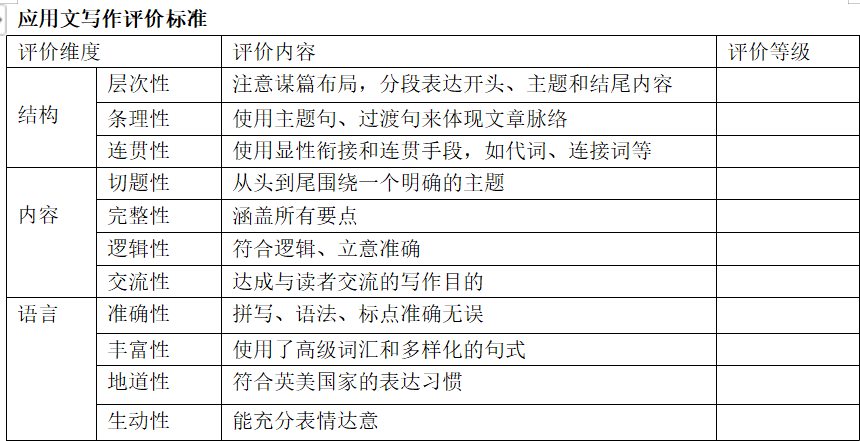 应用文写作评价标准
评价维度 评价内容 评价等级
结构 层次性 注意谋篇布局，分段表达开头、主题和结尾内容
条理性 使用主题句、过渡句来体现文章脉络
连贯性 使用显性衔接和连贯手段，如代词、连接词等
内容 切题性 从头到尾围绕一个明确的主题
完整性 涵盖所有要点
逻辑性 符合逻辑、立意准确
交流性 达成与读者交流的写作目的
语言 准确性 拼写、语法、标点准确无误
丰富性 使用了高级词汇和多样化的句式
地道性 符合英美国家的表达习惯
生动性 能充分表情达意